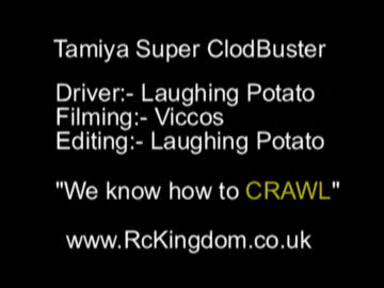 Tamiya Super ClodBuster
Driver:- Laughing Potato
Filming:- Viccos
Editing:- Laughing Potato
"We know how to CRAWL"
www.RcKingdom.co.uk